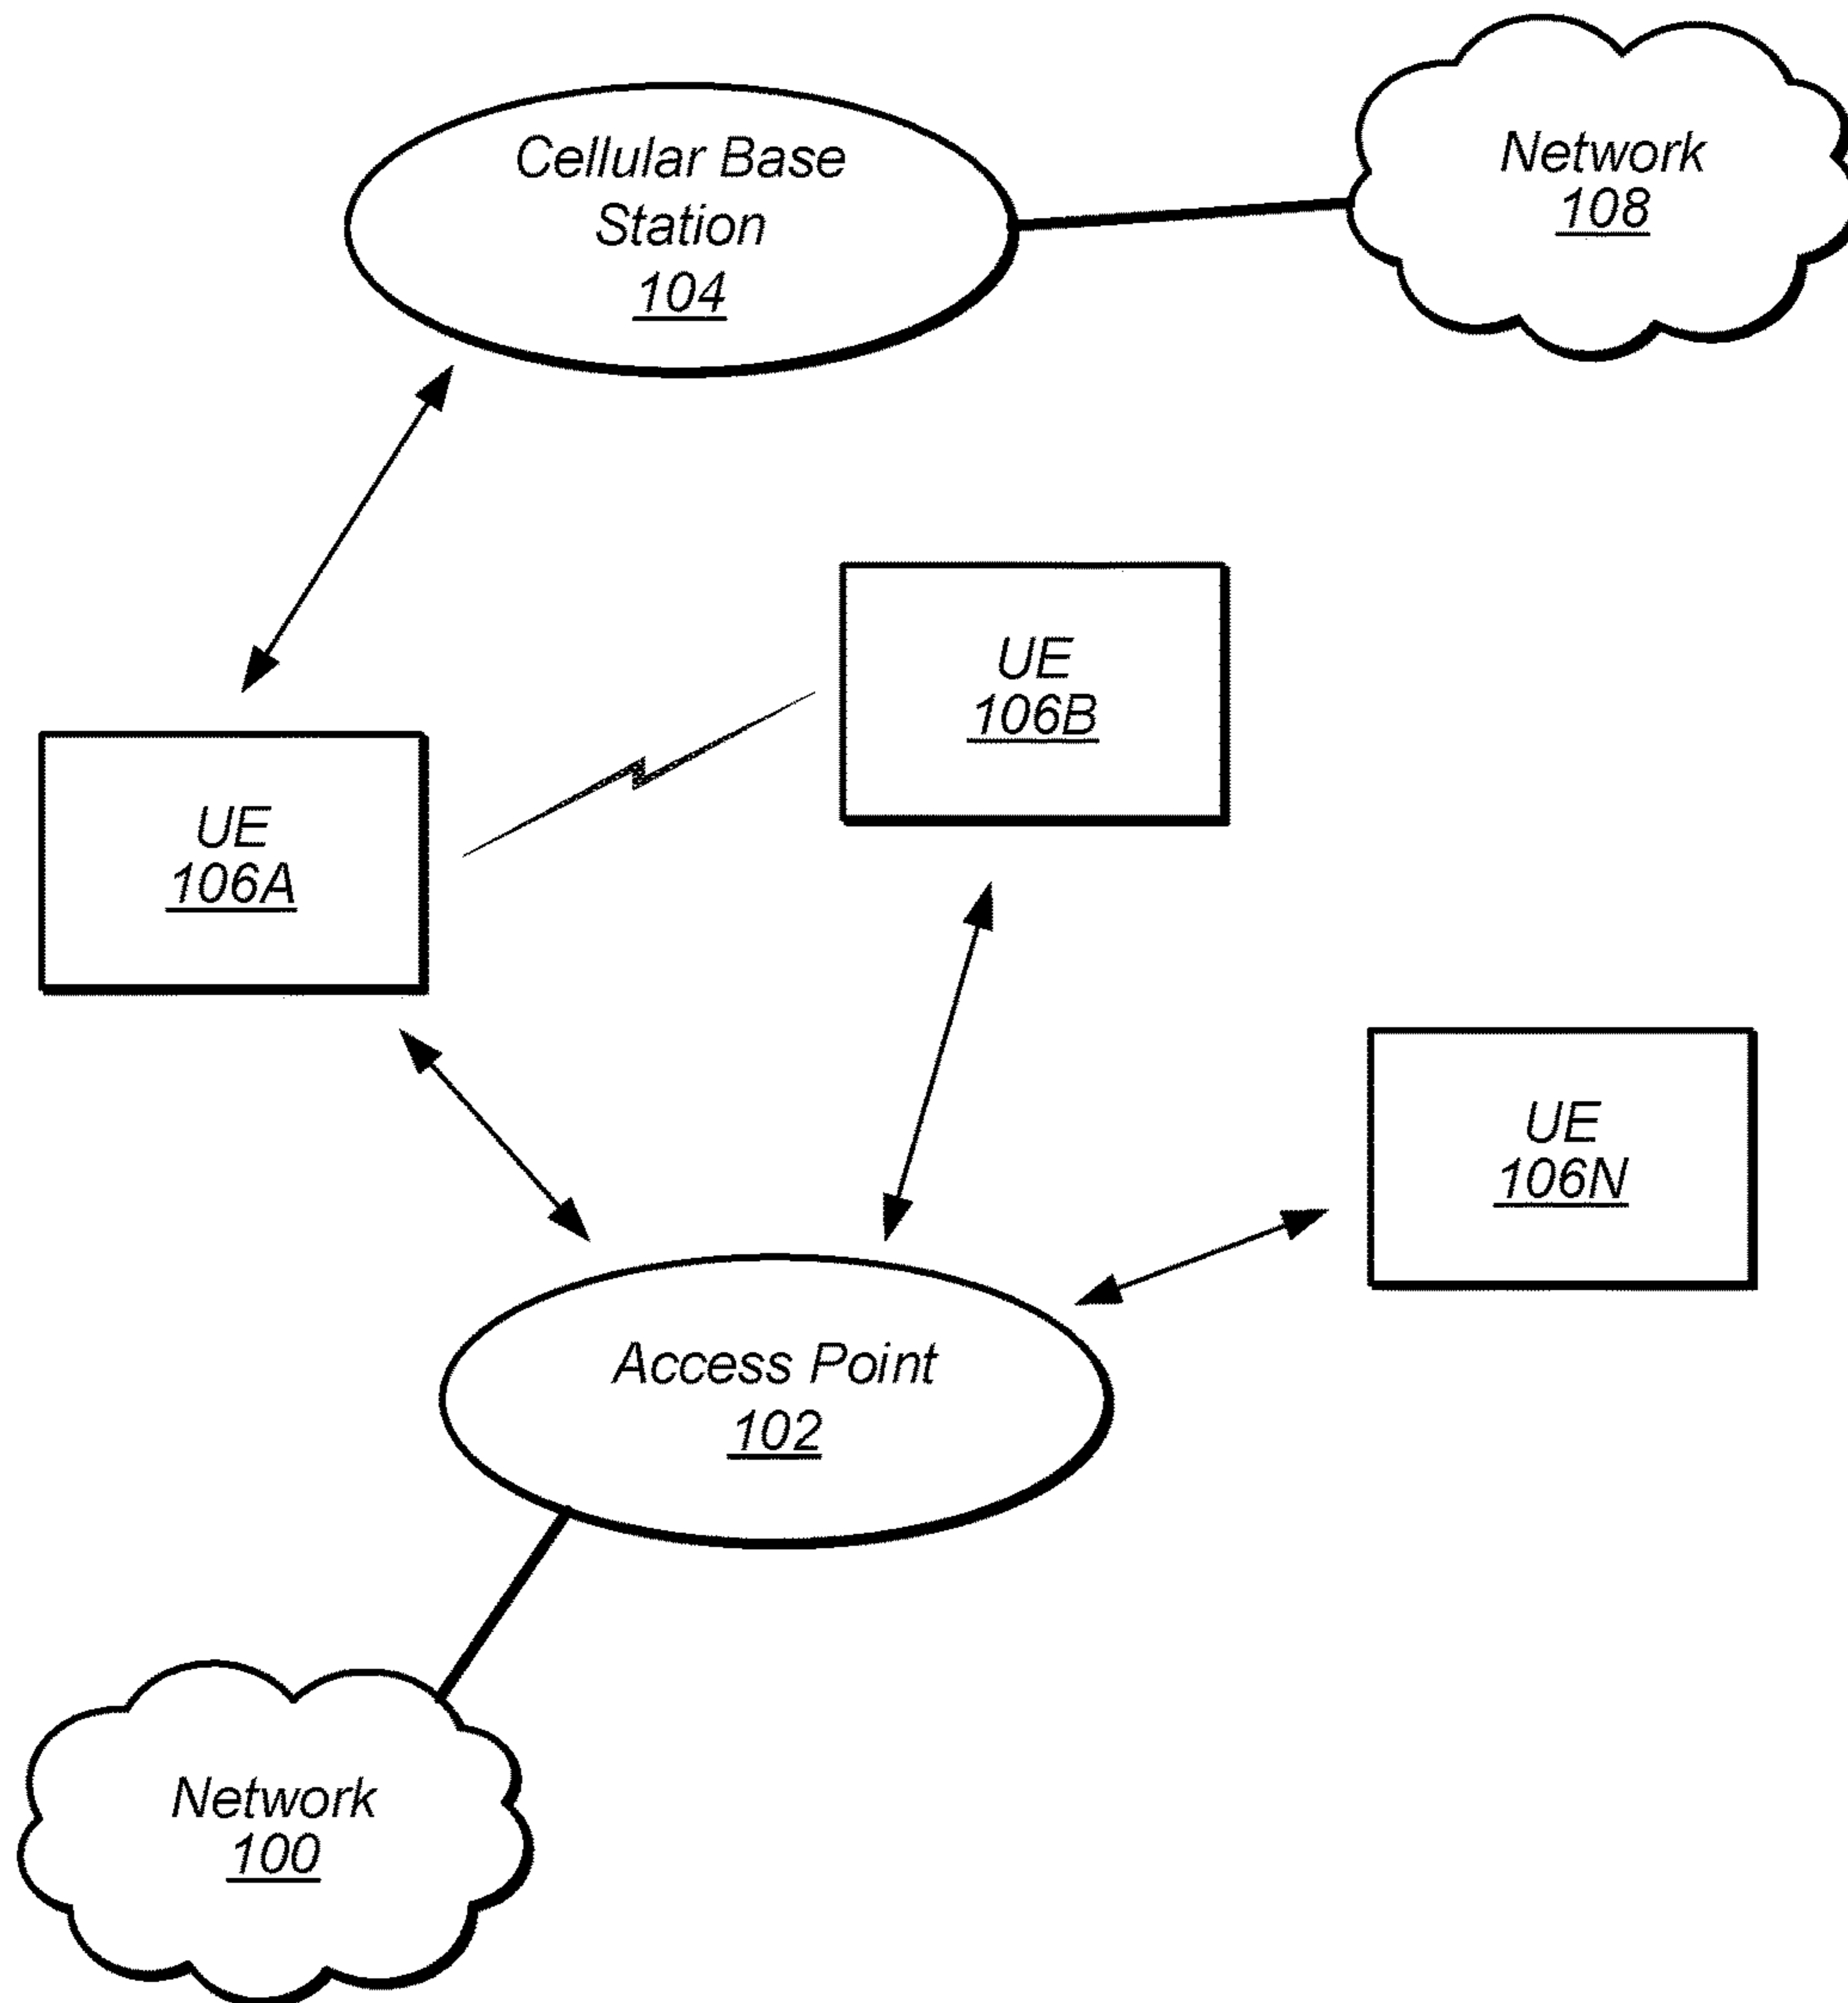 Cellular Base
Station
104
Network
108
UE
106B
UE
106A
UE
106N
Access Point
102
Network
100